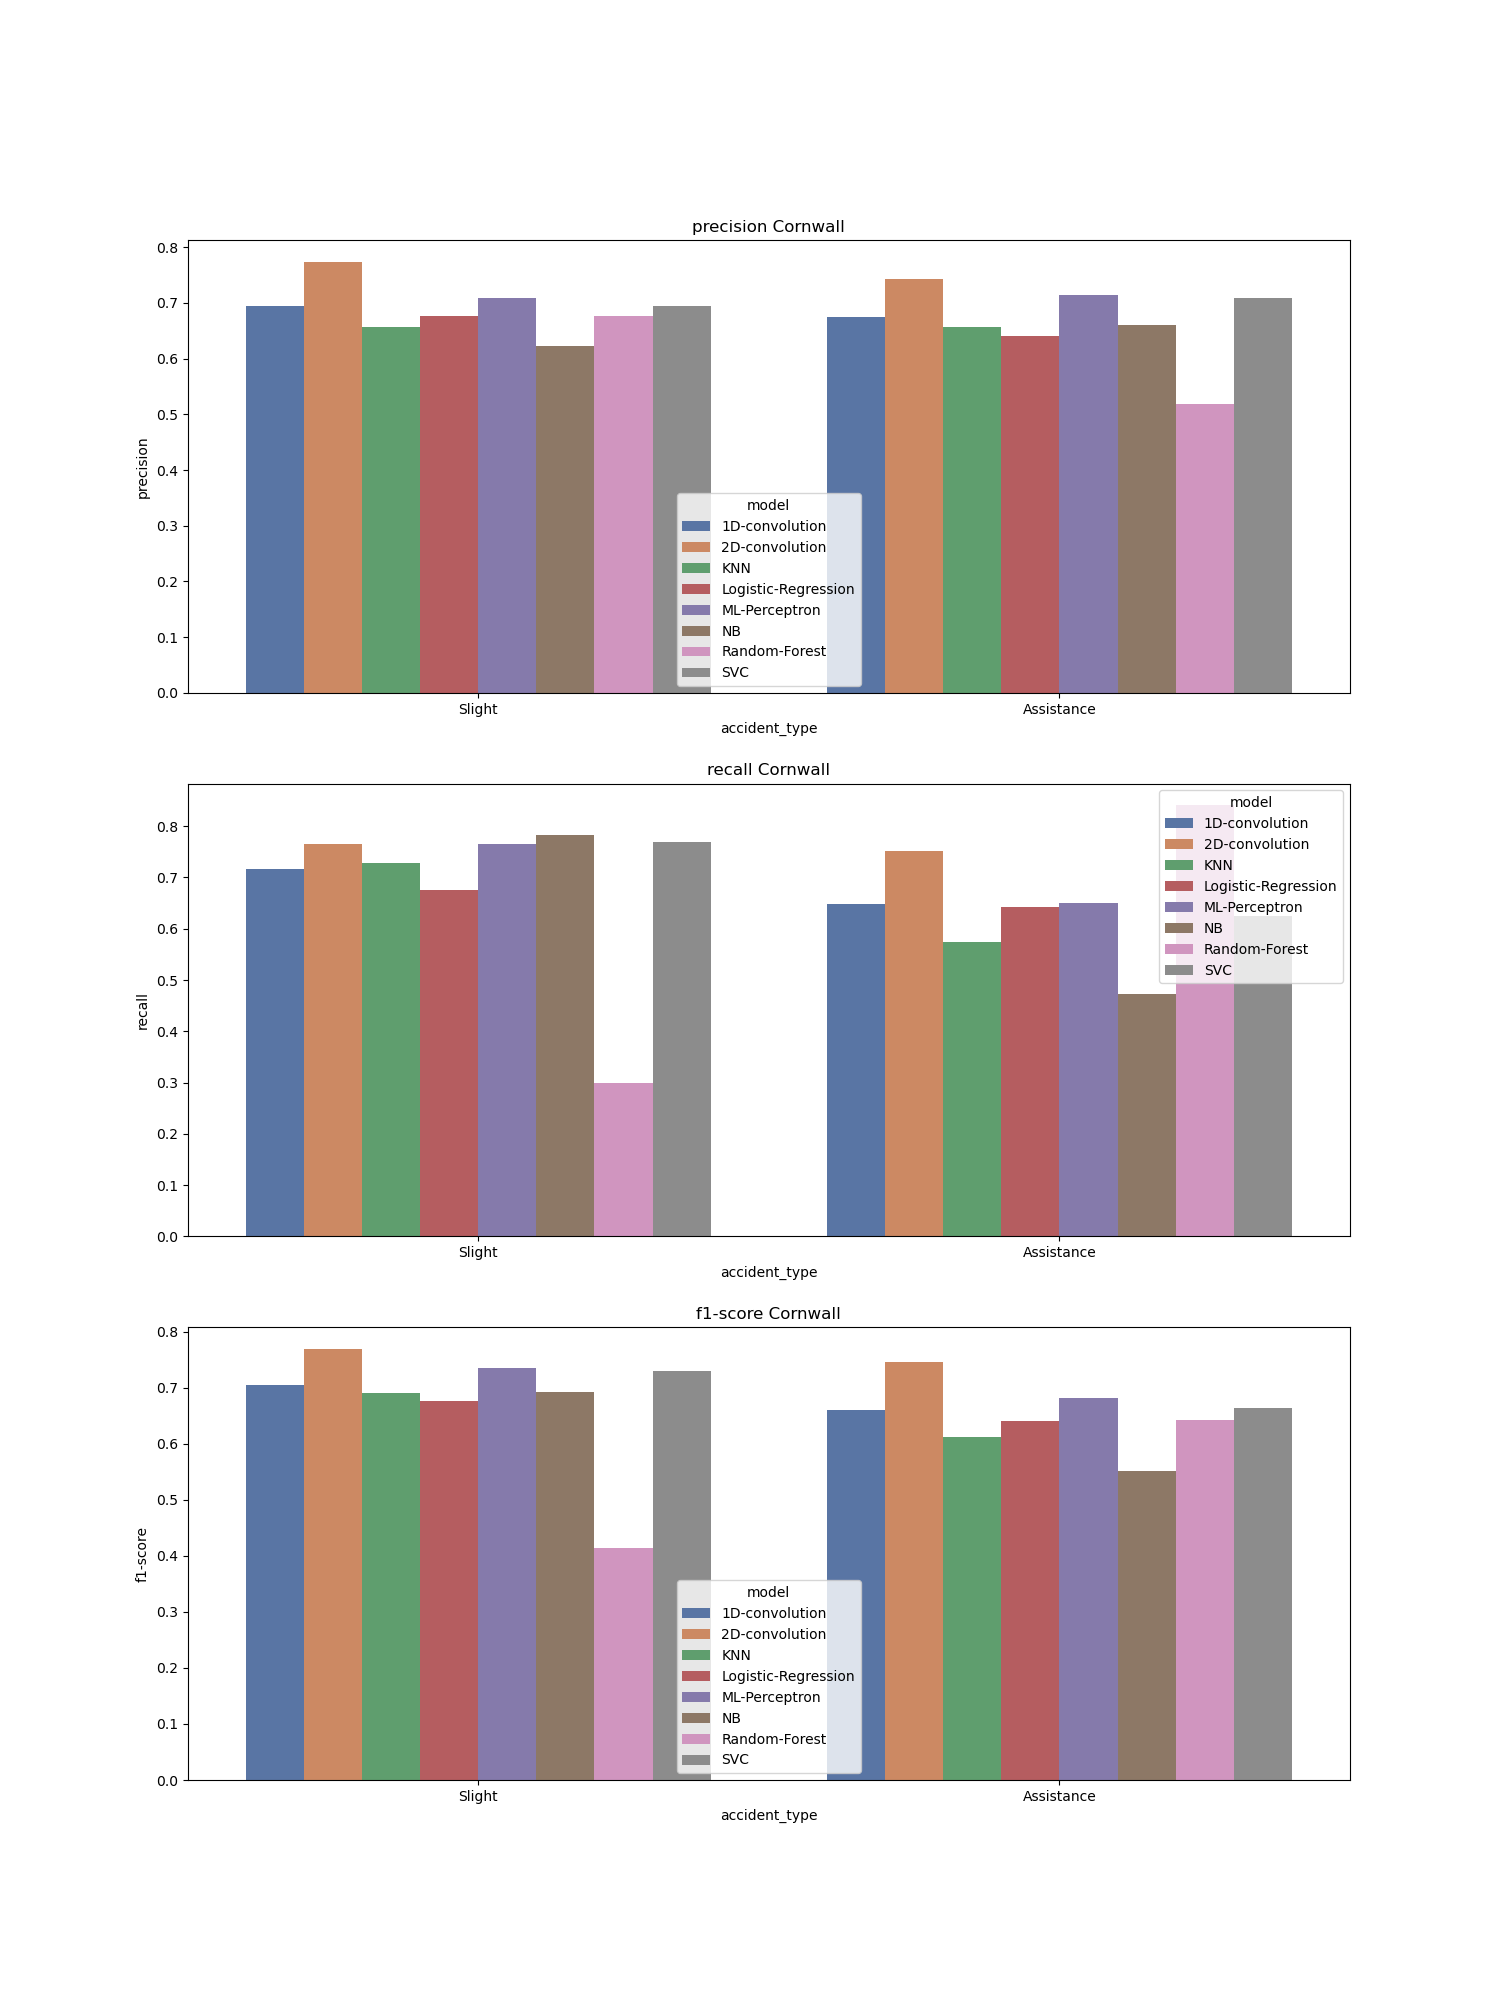 precision Cornwall
0.8
0.7
0.6
0.5
0.4
0.3
0.2
0.1
0.0
precision
model
1D-convolution
2D-convolution
KNN
Logistic-Regression
ML-Perceptron
NB
Random-Forest
SVC
Slight
Assistance
accident_type
recall Cornwall
0.8
0.7
0.6
0.5
0.4
0.3
0.2
0.1
0.0
recall
model
1D-convolution
2D-convolution
KNN
Logistic-Regression
ML-Perceptron
NB
Random-Forest
SVC
Slight
Assistance
accident_type
f1-score Cornwall
0.8
0.7
0.6
0.5
0.4
0.3
0.2
0.1
0.0
f1-score
model
1D-convolution
2D-convolution
KNN
Logistic-Regression
ML-Perceptron
NB
Random-Forest
SVC
Slight
Assistance
accident_type